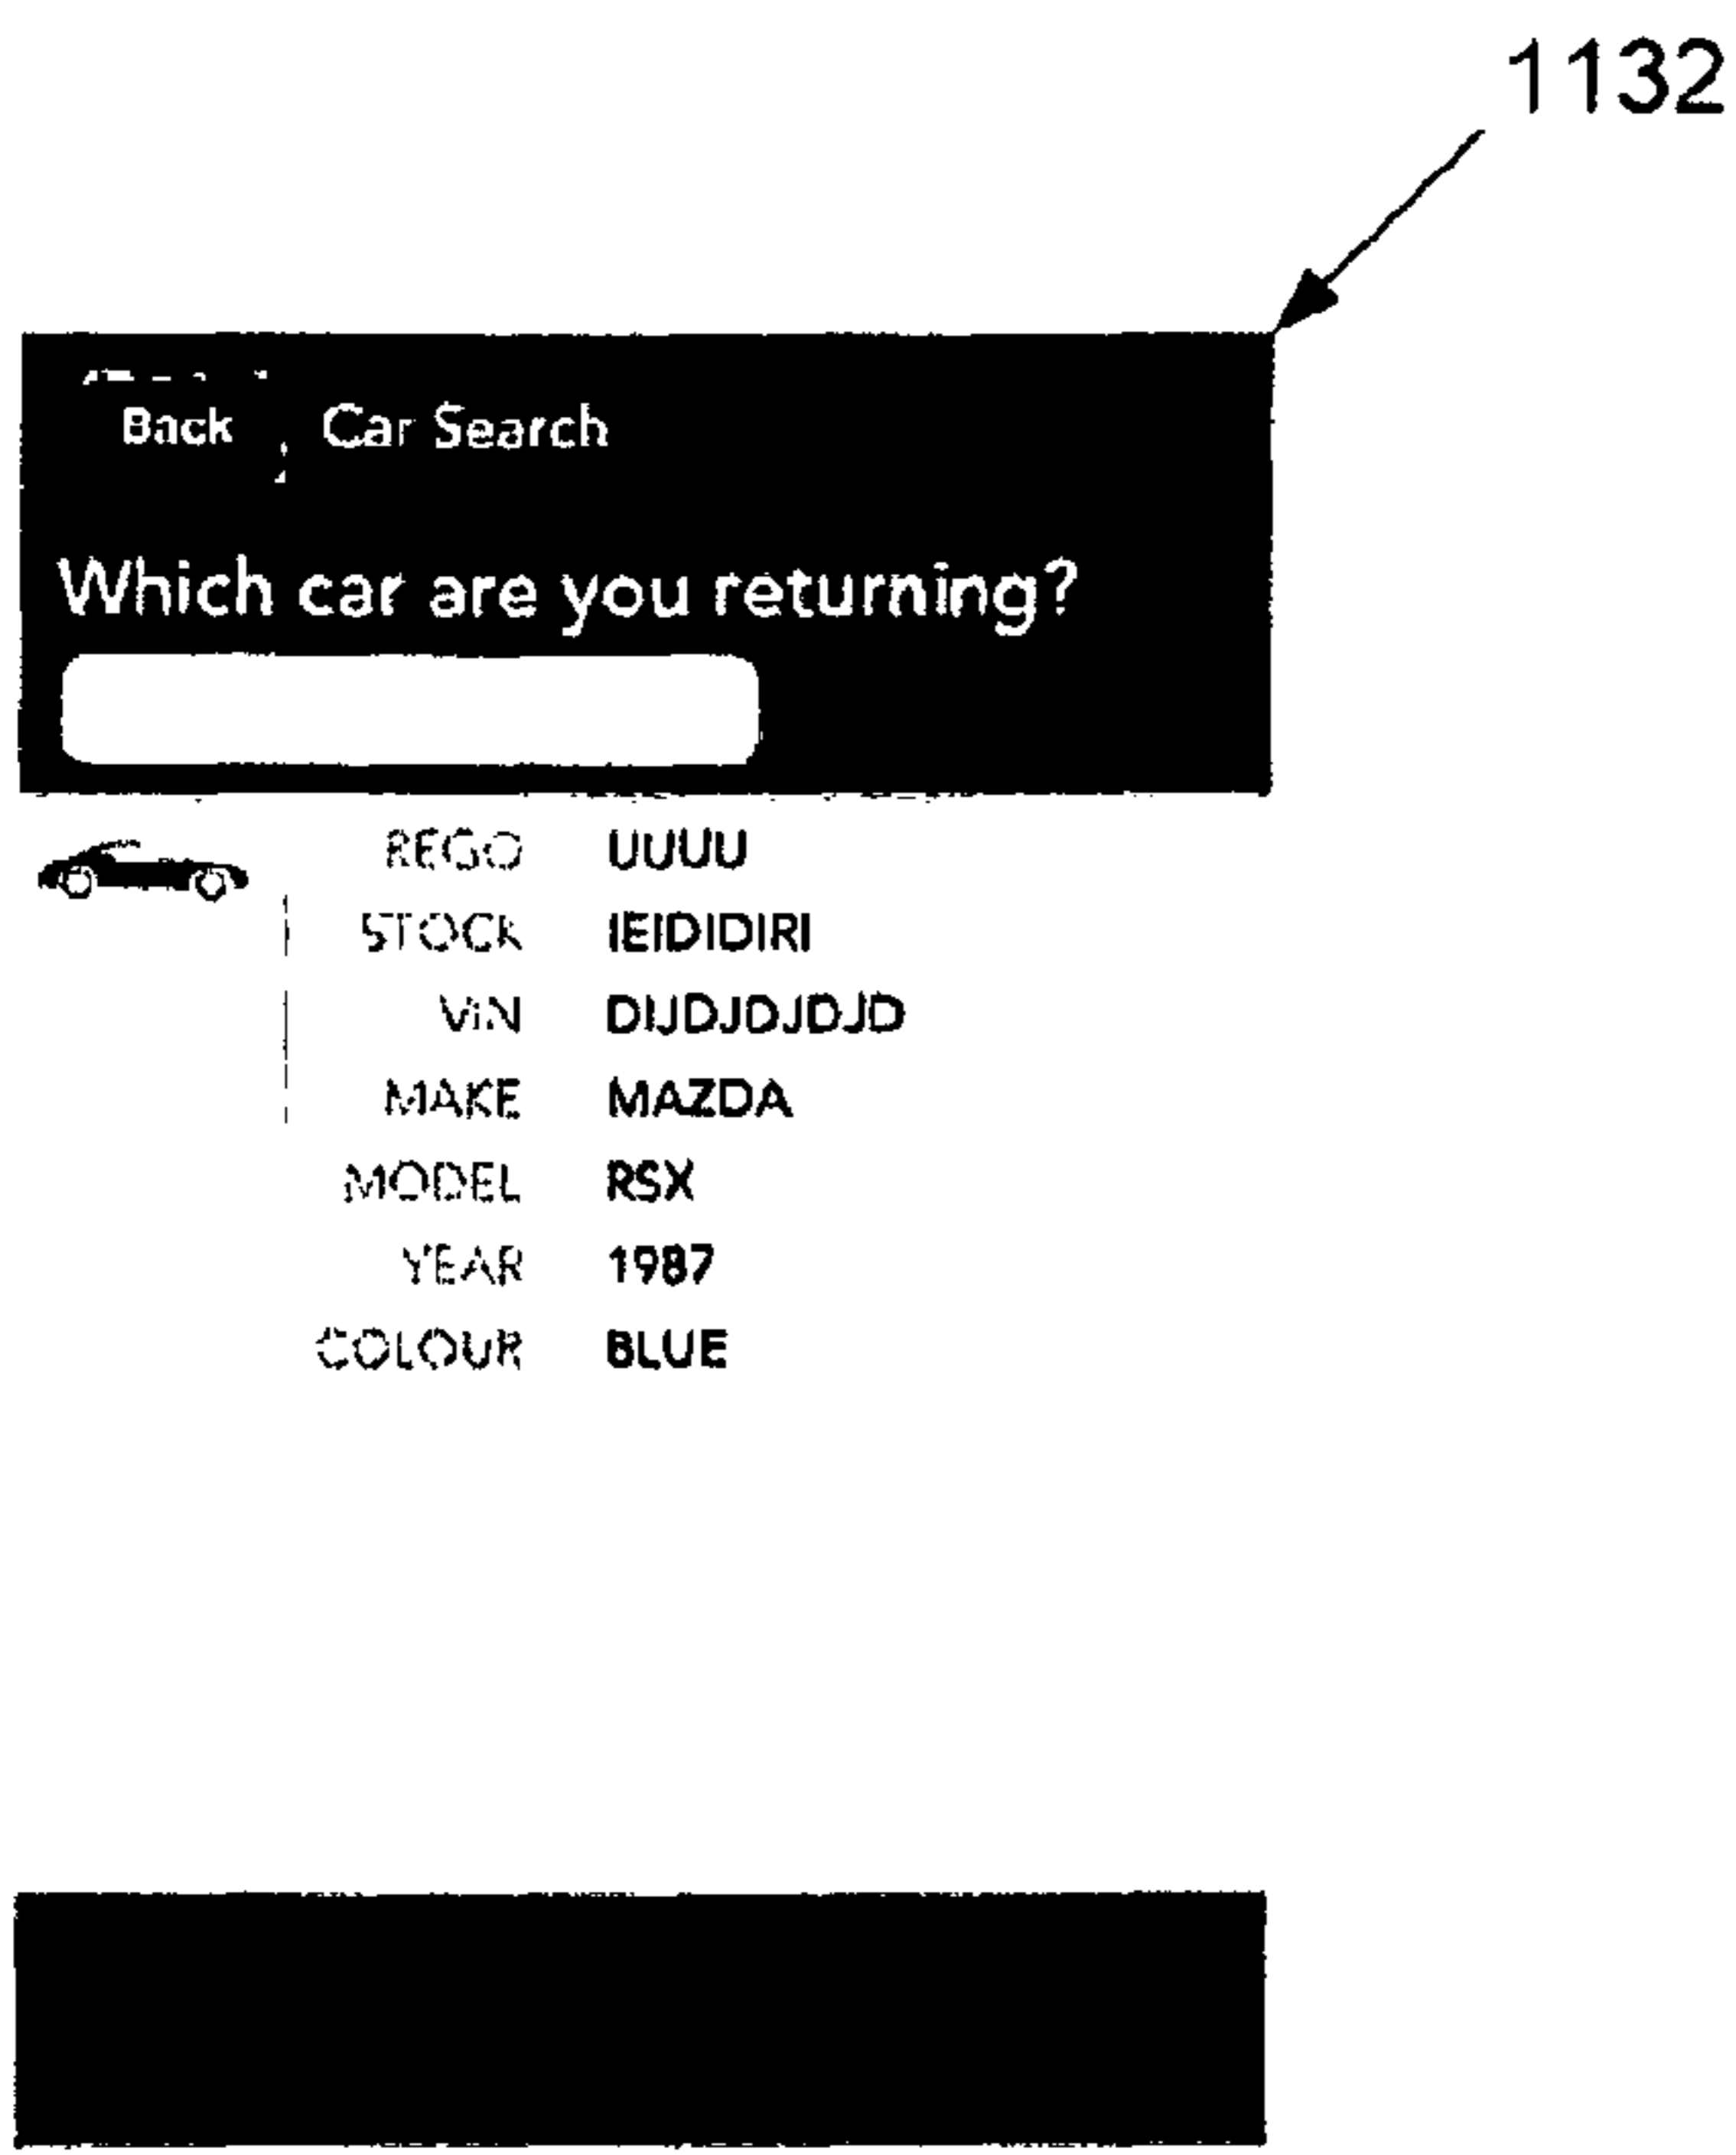 1132
Back Car Search
Which car are you returning?
REGO UUUU
STOCK IEIDIDIRI
ViN DIJDJDJDJD
MAKE MAZDA
MODEL RSX
YEAR 1987
COLOUR BLUE